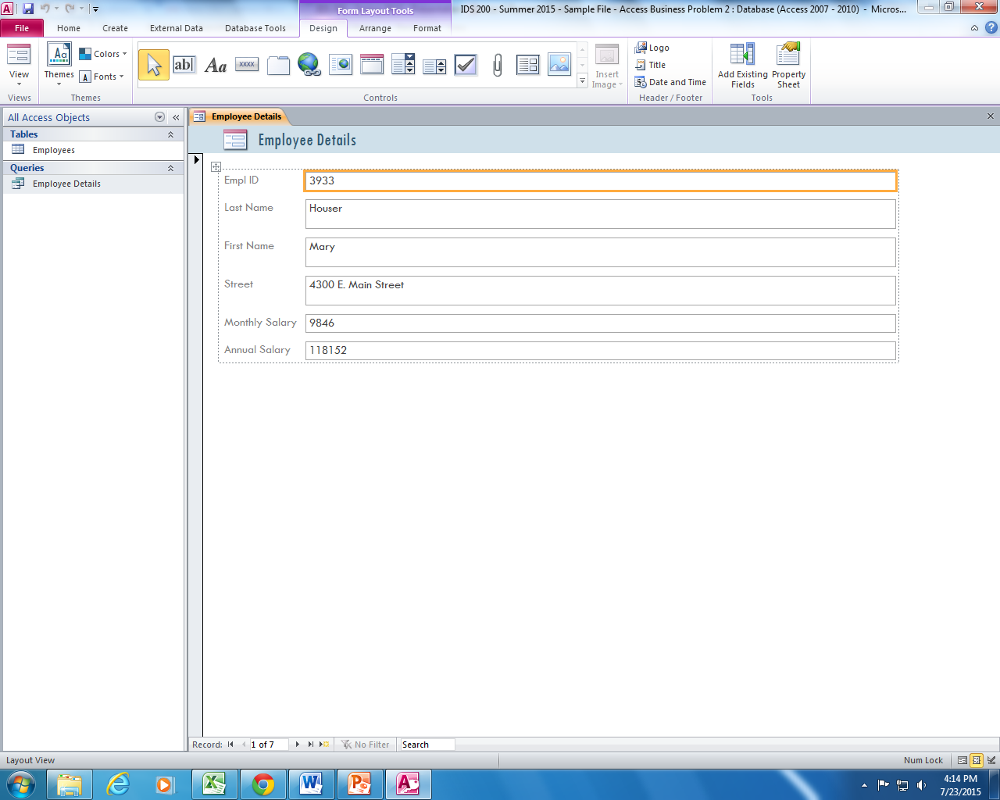 Form Layout Tools
IDS 200 - Summer 2015 - Sample File - Access Business Problem 2 : Database (Access 2007 - 2010) - Micros...
File Home Create External Data Database Tools Design Arrange Format
View
Views
Themes
Colors
Fonts
Themes
ab|
Aa
XXXX
Controls
Insert
Image
Logo
Title
Date and Time
Header / Footer
Add Existing
Fields
Property
Sheet
Tools
All Access Objects
Tables
Employees
Queries
Employee Details
Employee Details
Employee Details
Empl ID 3933
Last Name Houser
First Name Mary
Street 4300 E. Main Street
Monthly Salary 9846
Annual Salary 118152
Record: 1 of 7 No Filter Search
Layout View
Num Lock
4:14 PM
7/23/2015